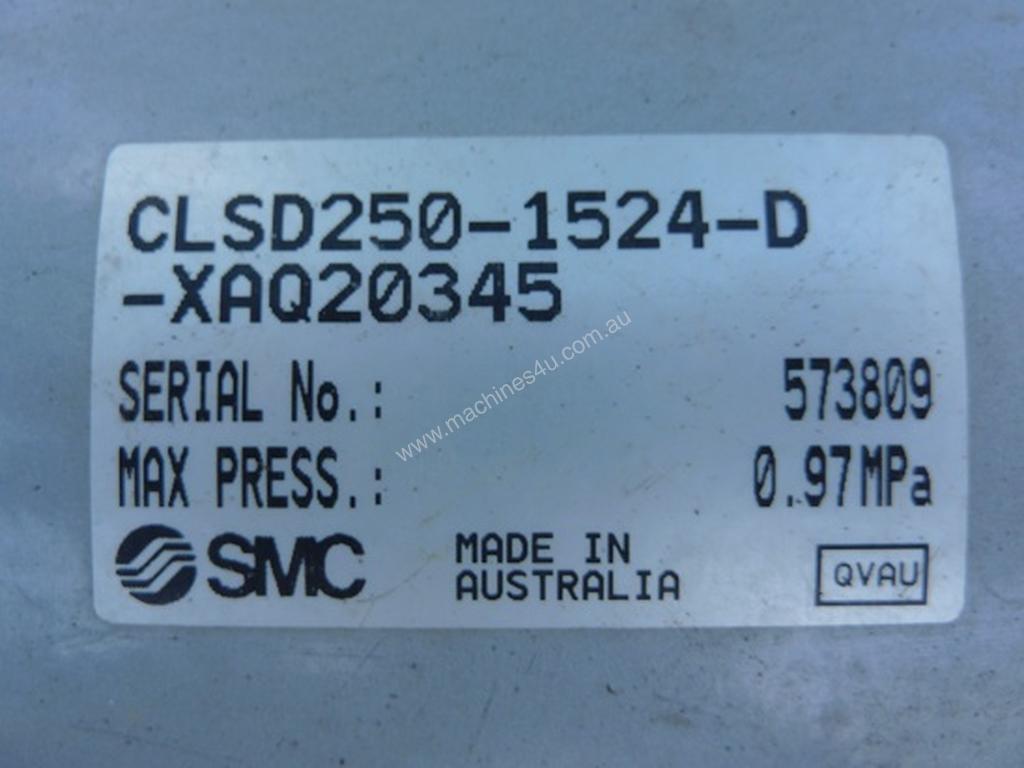 CLSD250-1524-D
-XAQ20345
SERIAL No.: 573809
MAX PRESS.: 0.97MPa
SMC
MADE IN
AUSTRALIA
QVAU
www.machines4u.com.au